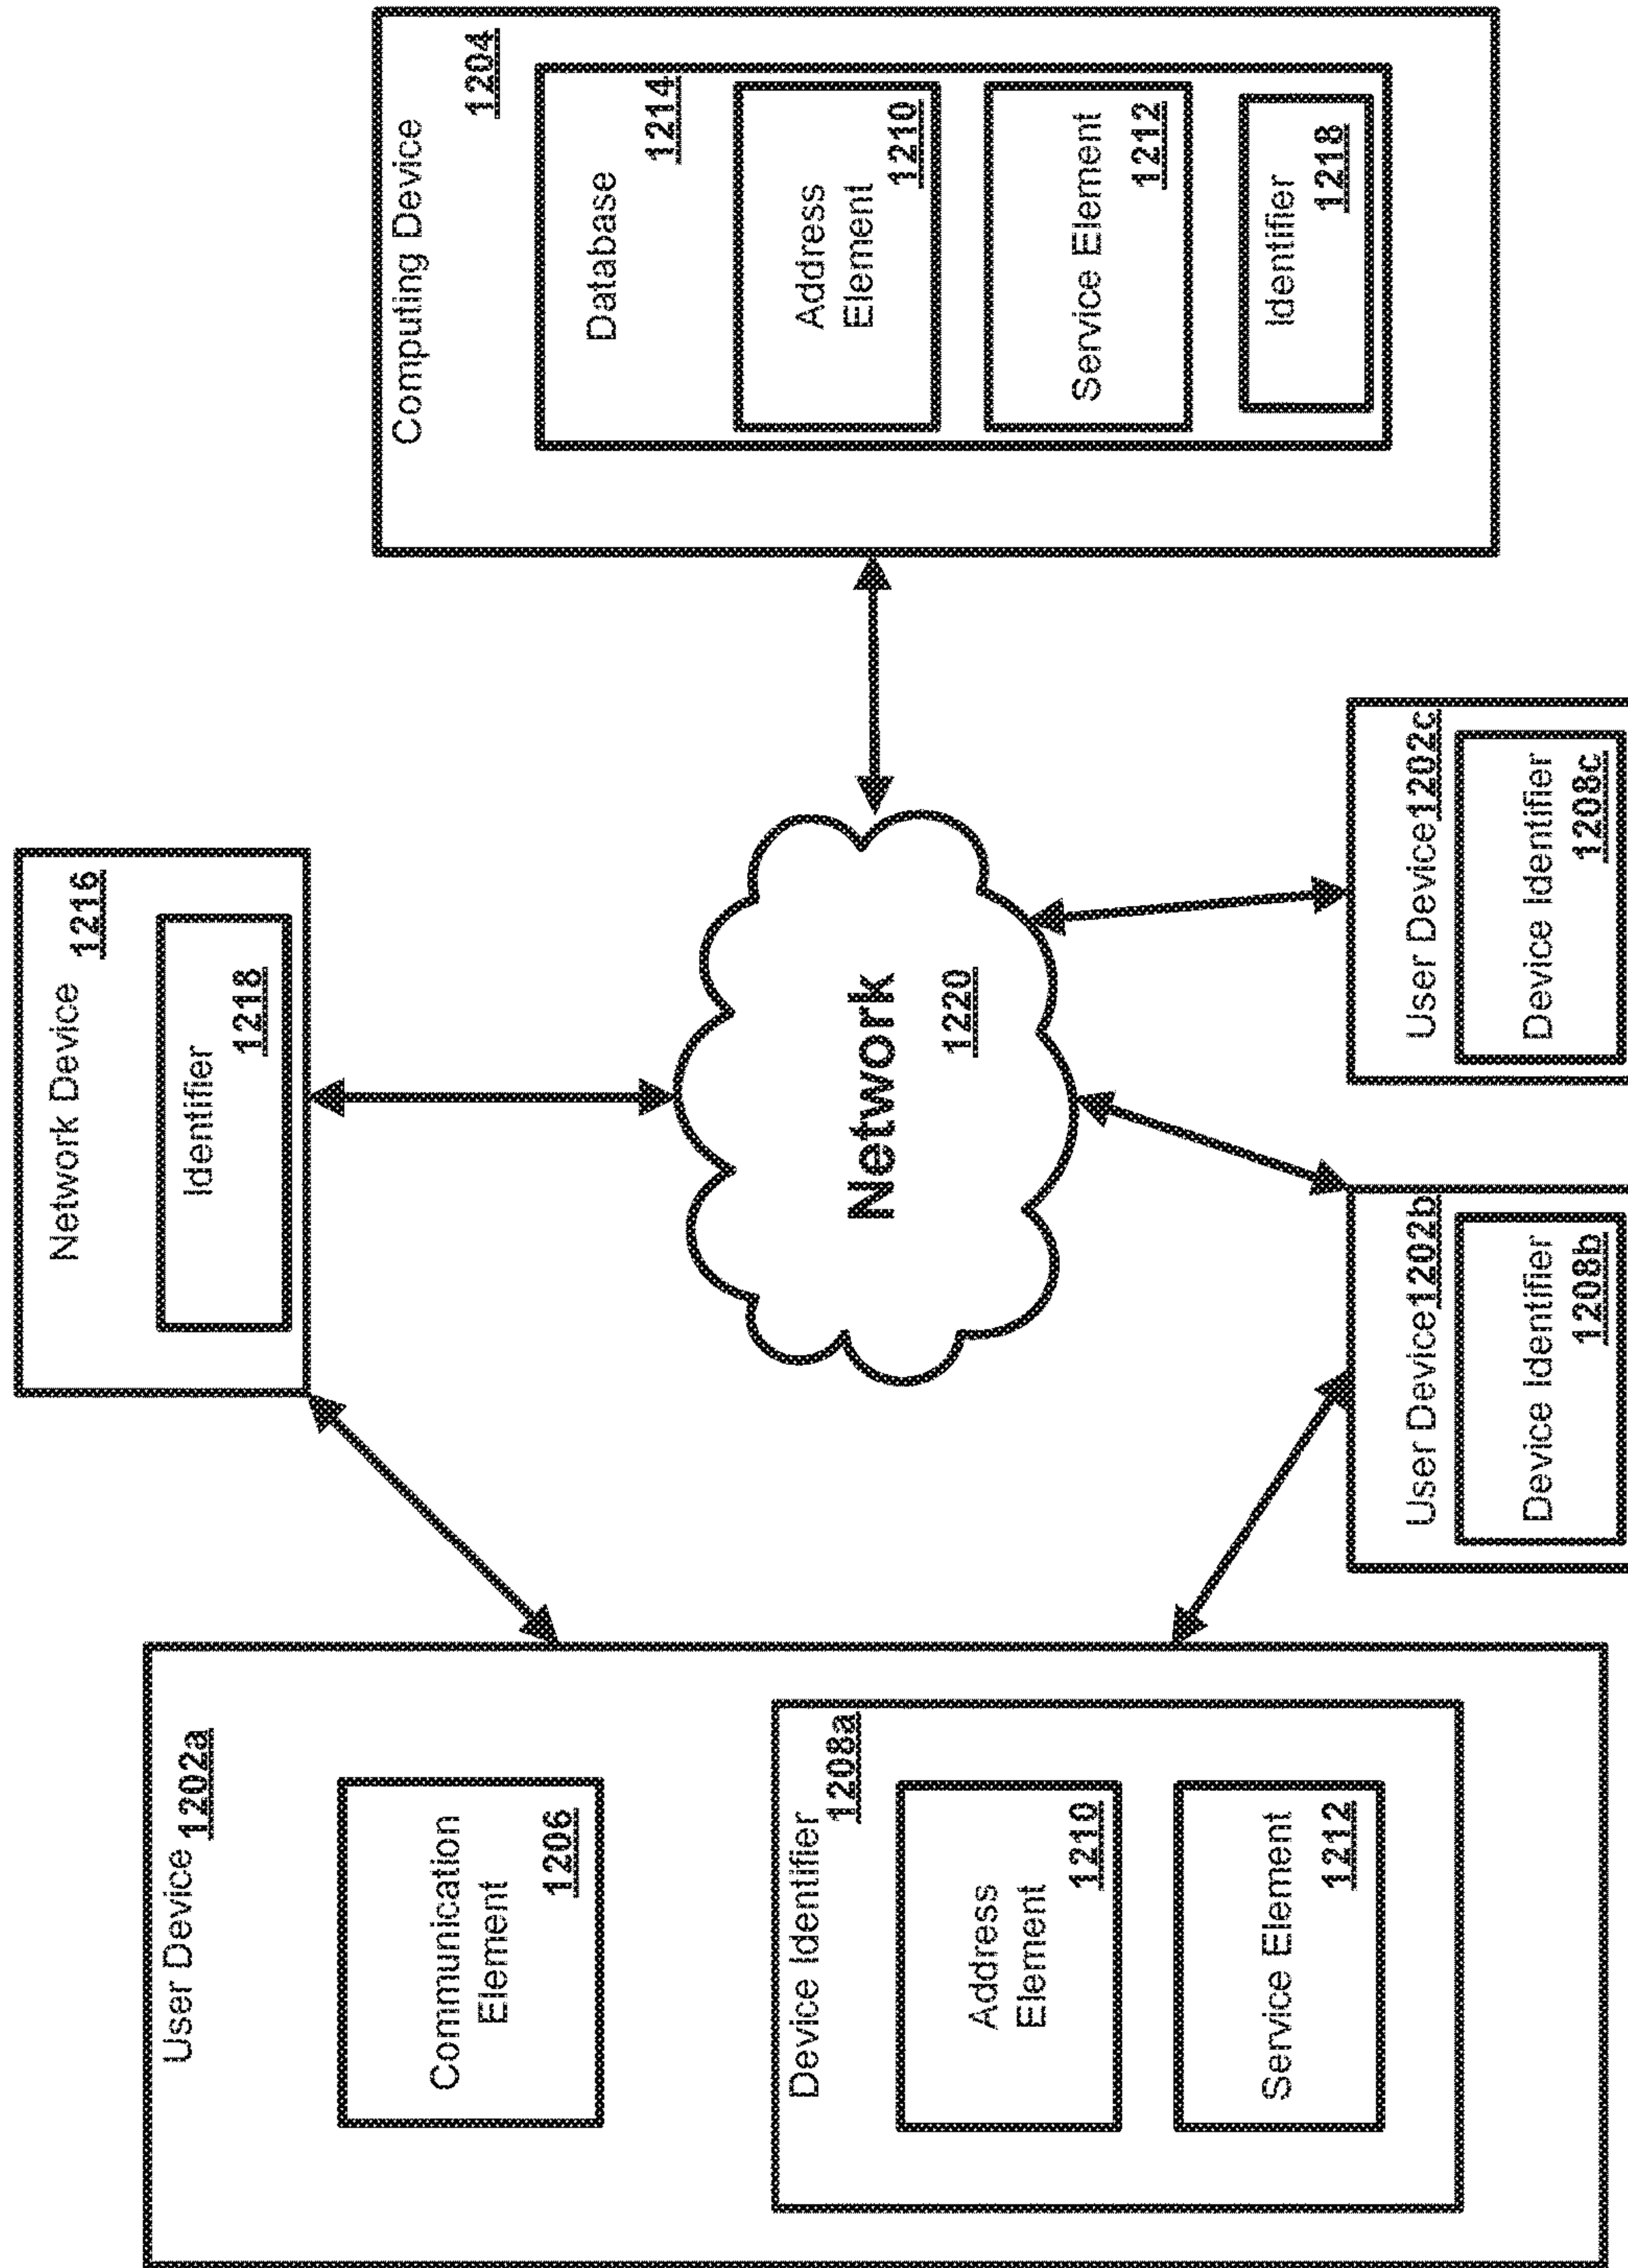 User Device 1202a
Communication
Element
1206
Device Identifier
1208a
Address
Element
1210
Service Element
1212
Network Device
1216
Identifier
1218
Network
1220
User Device1202b
Device Identifier
1208b
User Device1202c
Device Identifier
1208c
Computing Device
1204
Database
1214
Address
Element
1210
Service Element
1212
Identifier
1218